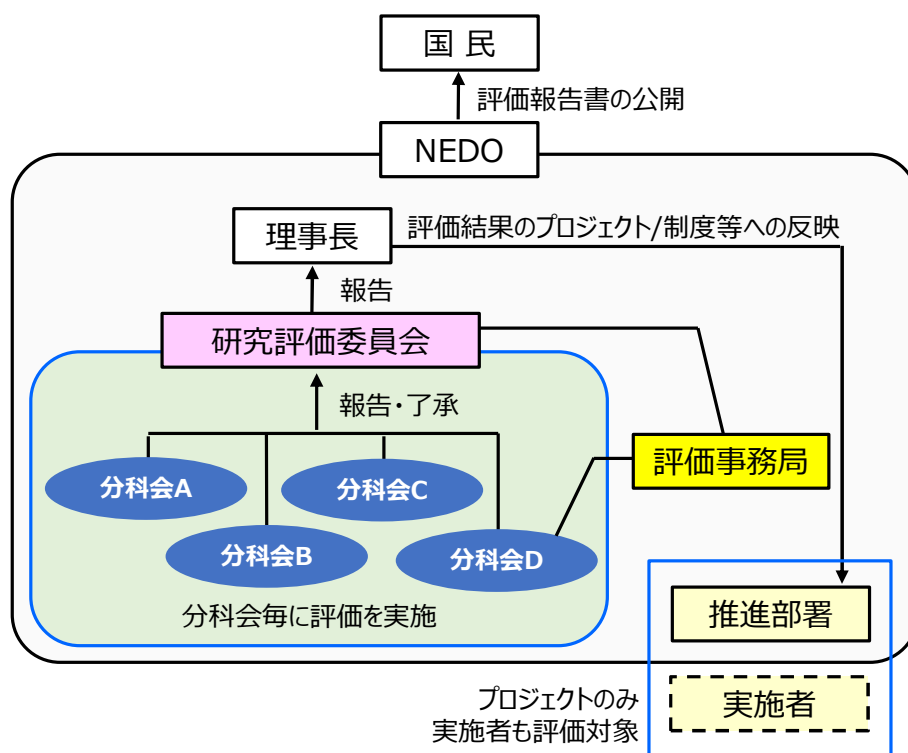 国 民
評価報告書の公開
NEDO
理事長
評価結果のプロジェクト/制度等への反映
報告
研究評価委員会
報告・了承
評価事務局
分科会A
分科会C
分科会B
分科会D
分科会毎に評価を実施
推進部署
プロジェクトのみ
実施者も評価対象
実施者